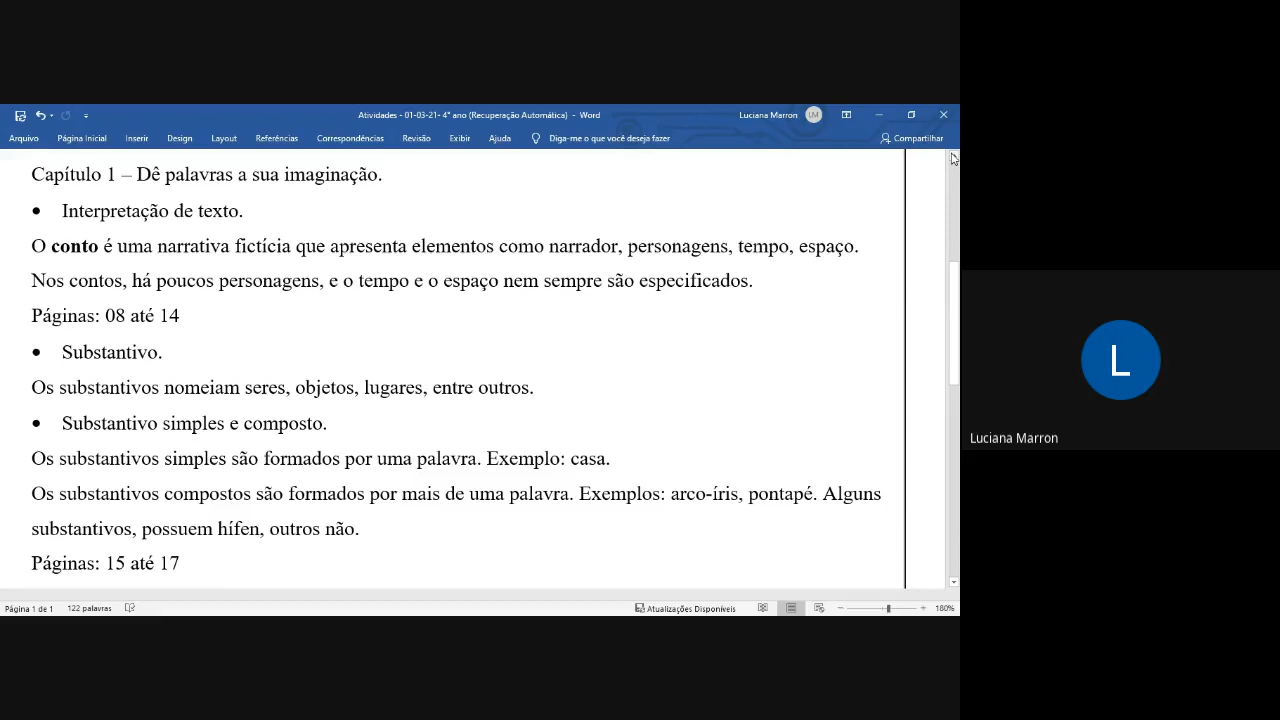 Atividades - 01-03-21- 4° ano (Recuperação Automática) - Word
Luciana Marron
LM
Arquivo
Página Inicial
Inserir
Design
Layout
Referências
Correspondências
Revisão
Exibir
Ajuda
Diga-me o que você deseja fazer
Compartilhar
Capítulo 1 – Dê palavras a sua imaginação.
• Interpretação de texto.
O conto é uma narrativa fictícia que apresenta elementos como narrador, personagens, tempo, espaço.
Nos contos, há poucos personagens, e o tempo e o espaço nem sempre são especificados.
Páginas: 08 até 14
• Substantivo.
Os substantivos nomeiam seres, objetos, lugares, entre outros.
• Substantivo simples e composto.
Os substantivos simples são formados por uma palavra. Exemplo: casa.
Os substantivos compostos são formados por mais de uma palavra. Exemplos: arco-íris, pontapé. Alguns
substantivos, possuem hífen, outros não.
Páginas: 15 até 17
Página 1 de 1
122 palavras
Atualizações Disponíveis
180%
L
Luciana Marron